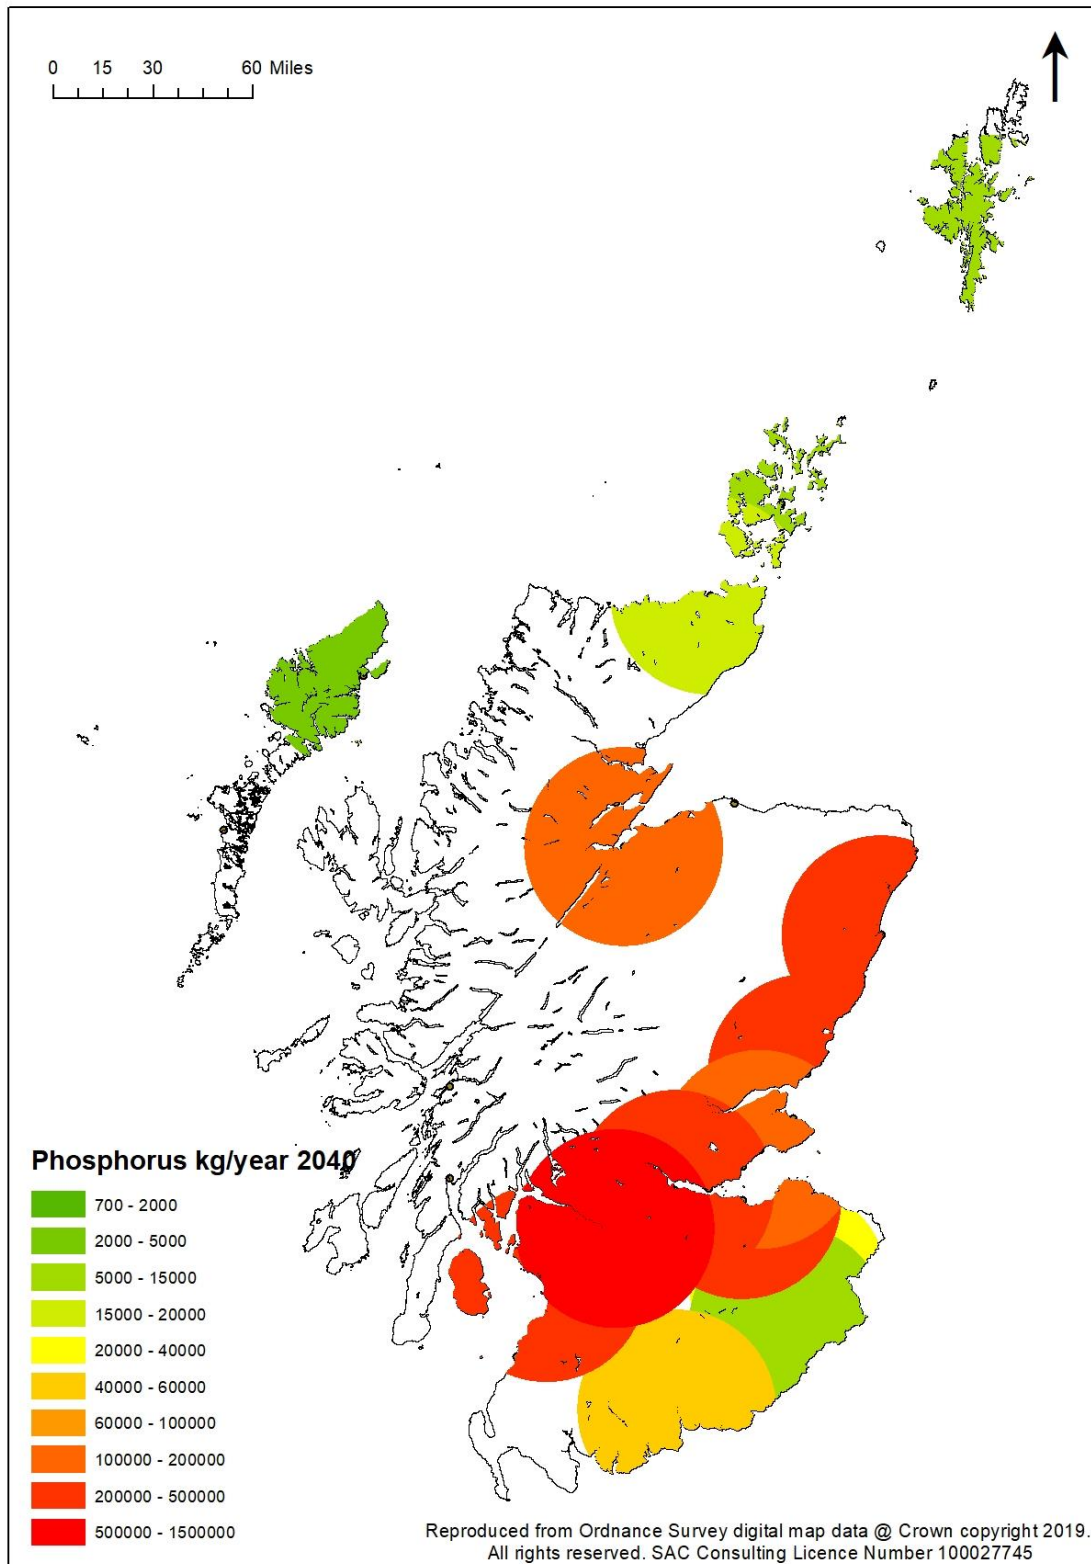 0 15 30 60 Miles
Phosphorus kg/year 2040
700 - 2000
2000 - 5000
5000 - 15000
15000 - 20000
20000 - 40000
40000 - 60000
60000 - 100000
100000 - 200000
200000 - 500000
500000 - 1500000
Reproduced from Ordnance Survey digital map data @ Crown copyright 2019.
All rights reserved. SAC Consulting Licence Number 100027745